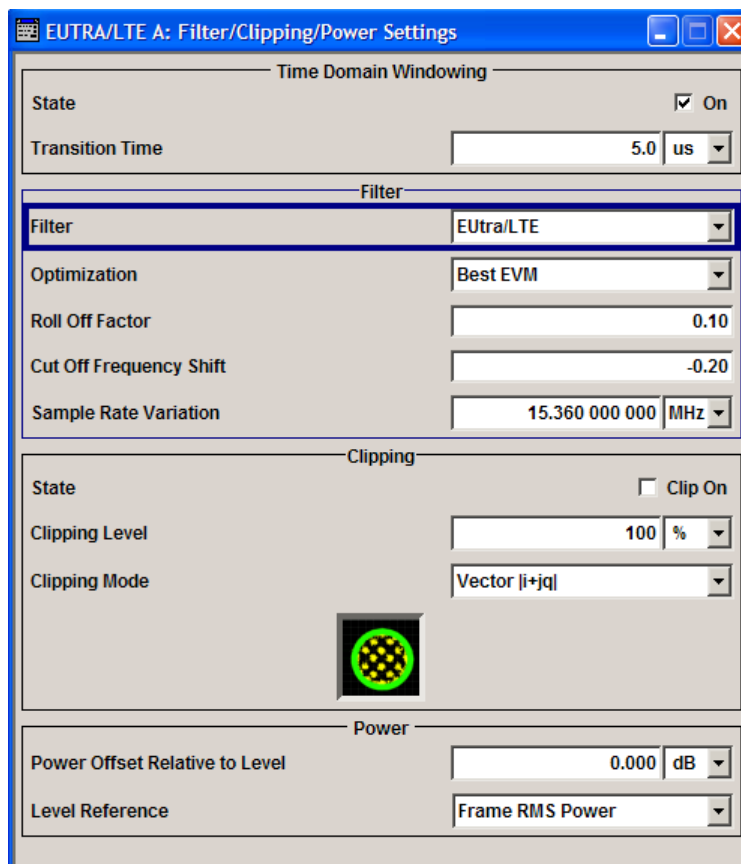 EUTRA/LTE A: Filter/Clipping/Power Settings
Time Domain Windowing
State On
Transition Time 5.0 us
Filter
Filter EUtra/LTE
Optimization Best EVM
Roll Off Factor 0.10
Cut Off Frequency Shift -0.20
Sample Rate Variation 15.360 000 000 MHz
Clipping
State Clip On
Clipping Level 100 %
Clipping Mode Vector |i+jq|
Power
Power Offset Relative to Level 0.000 dB
Level Reference Frame RMS Power